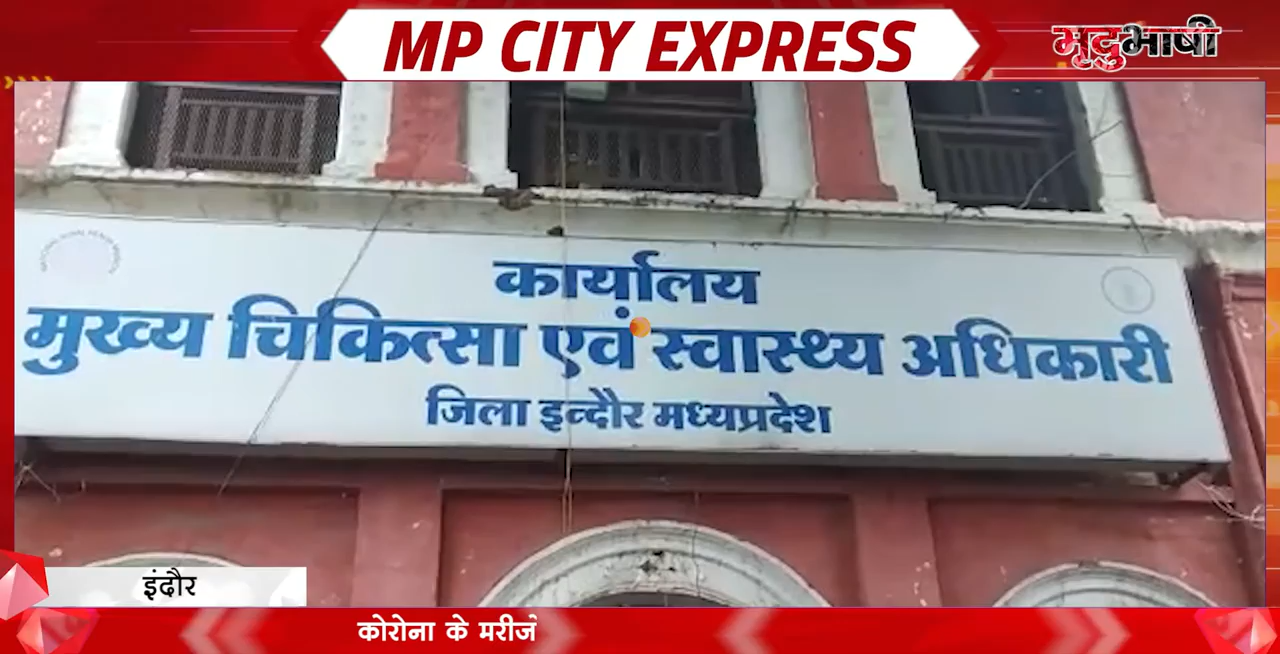 MP CITY EXPRESS
मृदुभाषी
कार्यालय
मुख्य चिकित्सा एवं स्वास्थ्य अधिकारी
जिला इन्दौर मध्यप्रदेश
इंदौर
कोरोना के मरीज